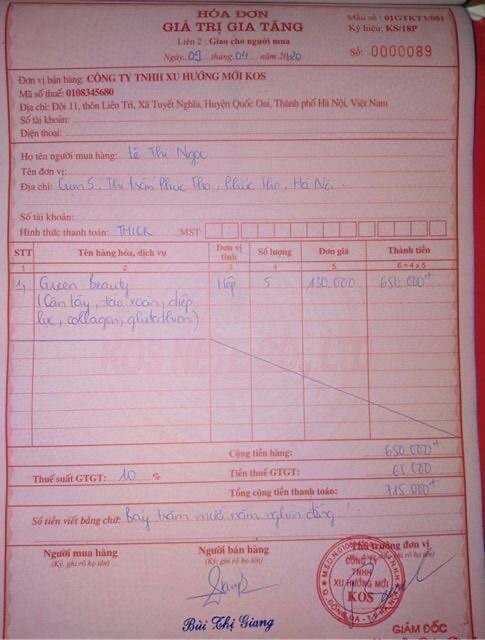 HÓA ĐƠN
GIÁ TRỊ GIA TĂNG
Liên 2 : Giao cho người mua
Ngày 09 tháng 04 năm 2020
Mẫu số : 01GTKT3/001
Ký hiệu: KS/18P
Số: 0000089
Đơn vị bán hàng: CÔNG TY TNHH XU HƯỚNG MỚI KOS
Mã số thuế: 0108345680
Địa chỉ: Đội 11, thôn Liên Trì, Xã Tuyết Nghĩa, Huyện Quốc Oai, Thành phố Hà Nội, Việt Nam
Số tài khoản:
Điện thoại:
Họ tên người mua hàng: Lê Thị Ngọc
Tên đơn vị:
Địa chỉ: Cụm 5, Thị trấn Phúc Thọ, Phúc Thọ, Hà Nội.
Số tài khoản:
Hình thức thanh toán: TMCK MST:
STT Tên hàng hóa, dịch vụ Đơn vị tính Số lượng Đơn giá Thành tiền
1 2 3 4 5 6=4x5
1, Green Beauty Hộp 5 130.000 650.000đ
(Cần tây, táo xoắn, diệp
lục, collagen, glutathion)
Cộng tiền hàng: 650.000đ
Thuế suất GTGT: 10 % Tiền thuế GTGT: 65.000
Tổng cộng tiền thanh toán: 715.000đ
Số tiền viết bằng chữ: Bảy trăm mười năm nghìn đồng
Người mua hàng Người bán hàng Thủ trưởng đơn vị
(Ký, ghi rõ họ tên) (Ký, ghi rõ họ tên)
CÔNG TY
TNHH
XU HƯỚNG MỚI
KOS
Bùi Thị Giang
GIÁM ĐỐC